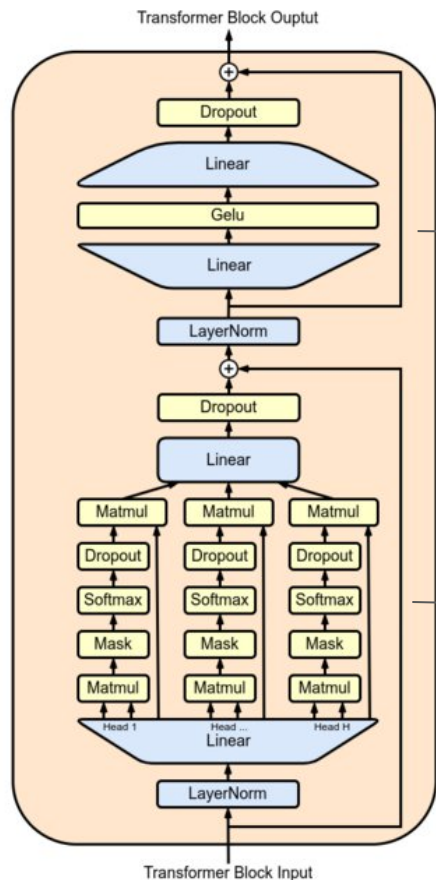 Transformer Block Ouptut
Dropout
Linear
Gelu
Linear
LayerNorm
Dropout
Linear
Matmul Matmul Matmul
Dropout Dropout Dropout
Softmax Softmax Softmax
Mask Mask Mask
Matmul Matmul Matmul
Head 1 Head ... Head H
Linear
LayerNorm
Transformer Block Input